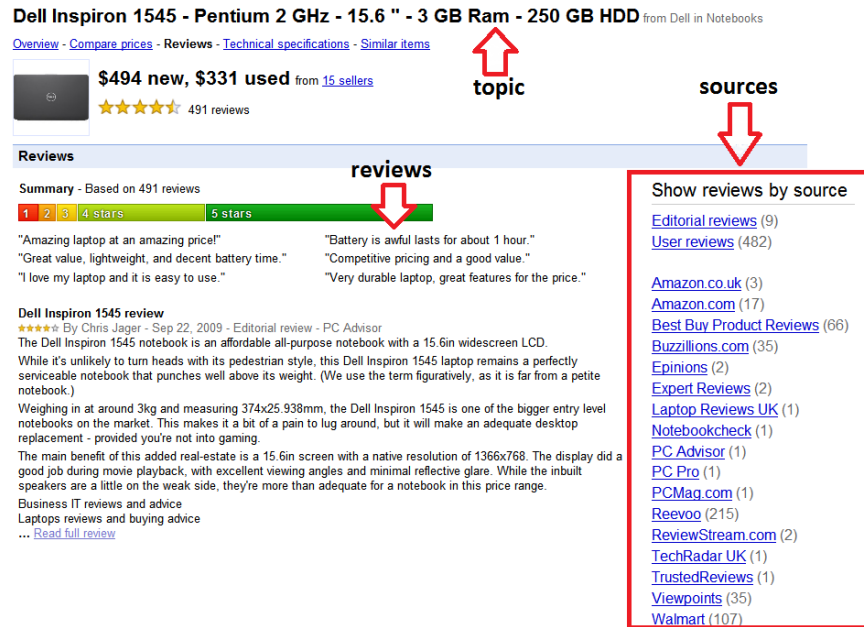 Dell Inspiron 1545 - Pentium 2 GHz - 15.6 " - 3 GB Ram - 250 GB HDD from Dell in Notebooks
Overview - Compare prices - Reviews - Technical specifications - Similar items
$494 new, $331 used from 15 sellers
491 reviews
topic
sources
Reviews
reviews
Summary - Based on 491 reviews
1 2 3 4 stars 5 stars
"Amazing laptop at an amazing price!" "Battery is awful lasts for about 1 hour."
"Great value, lightweight, and decent battery time." "Competitive pricing and a good value."
"I love my laptop and it is easy to use." "Very durable laptop, great features for the price."
Dell Inspiron 1545 review
By Chris Jager - Sep 22, 2009 - Editorial review - PC Advisor
The Dell Inspiron 1545 notebook is an affordable all-purpose notebook with a 15.6in widescreen LCD.
While it's unlikely to turn heads with its pedestrian style, this Dell Inspiron 1545 laptop remains a perfectly
serviceable notebook that punches well above its weight. (We use the term figuratively, as it is far from a petite
notebook.)
Weighing in at around 3kg and measuring 374x25.938mm, the Dell Inspiron 1545 is one of the bigger entry level
notebooks on the market. This makes it a bit of a pain to lug around, but it will make an adequate desktop
replacement - provided you're not into gaming.
The main benefit of this added real-estate is a 15.6in screen with a native resolution of 1366x768. The display did a
good job during movie playback, with excellent viewing angles and minimal reflective glare. While the inbuilt
speakers are a little on the weak side, they're more than adequate for a notebook in this price range.
Business IT reviews and advice
Laptops reviews and buying advice
... Read full review
Show reviews by source
Editorial reviews (9)
User reviews (482)
Amazon.co.uk (3)
Amazon.com (17)
Best Buy Product Reviews (66)
Buzzillions.com (35)
Epinions (2)
Expert Reviews (2)
Laptop Reviews UK (1)
Notebookcheck (1)
PC Advisor (1)
PC Pro (1)
PCMag.com (1)
Reevoo (215)
ReviewStream.com (2)
TechRadar UK (1)
TrustedReviews (1)
Viewpoints (35)
Walmart (107)